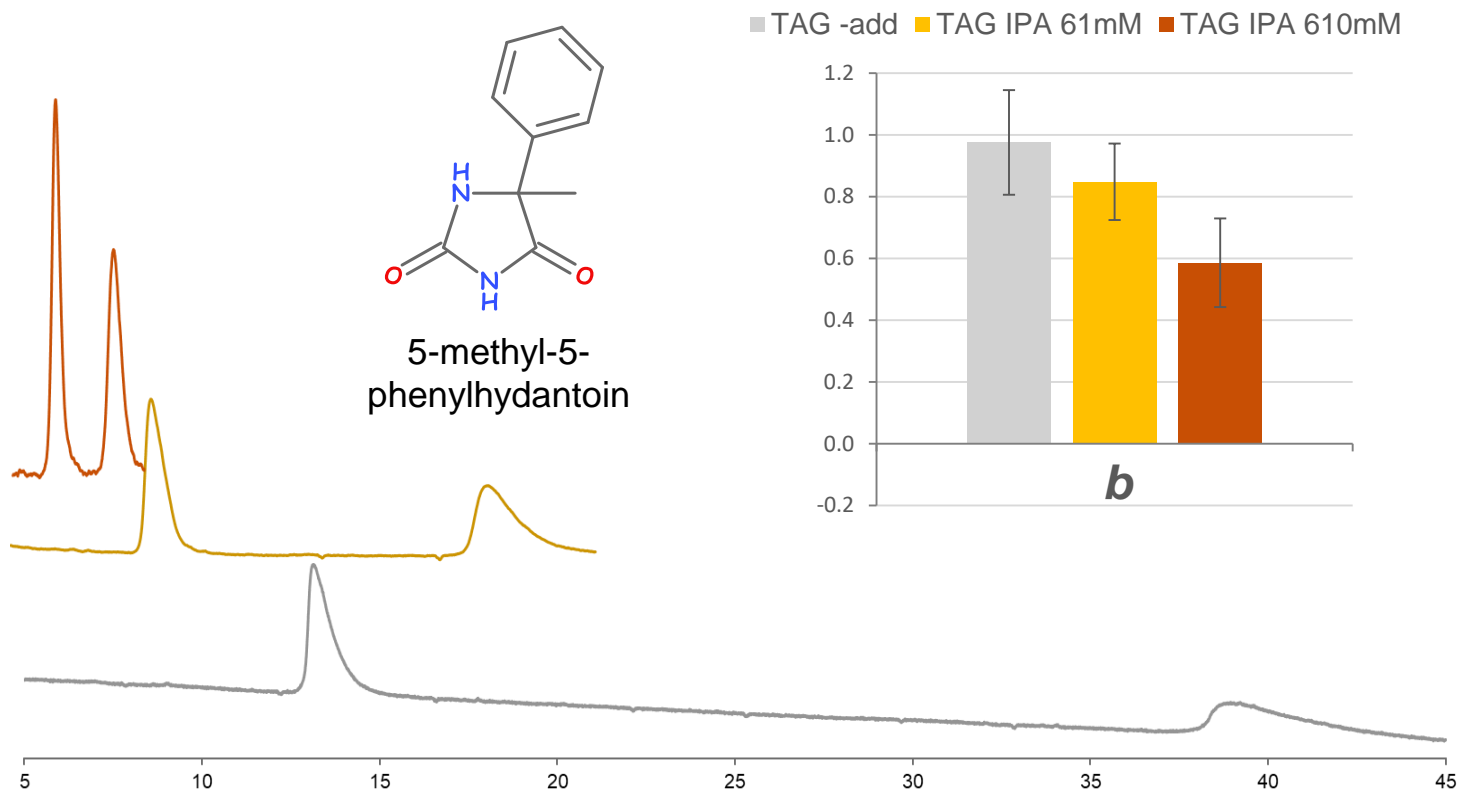 TAG -add TAG IPA 61mM TAG IPA 610mM
1.2
1.0
0.8
0.6
0.4
0.2
0.0
-0.2
b
H
N
O
N
H
O
5-methyl-5-
phenylhydantoin
5 10 15 20 25 30 35 40 45